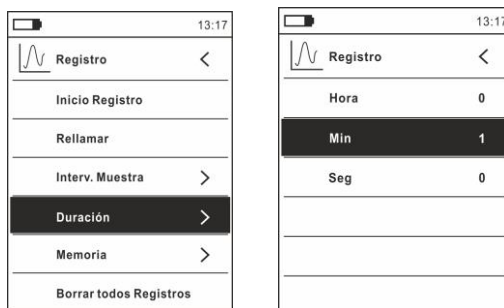 13:17
Registro <
Inicio Registro
Rellamar
Interv. Muestra >
Duración >
Memoria >
Borrar todos Registros
13:17
Registro <
Hora 0
Min 1
Seg 0